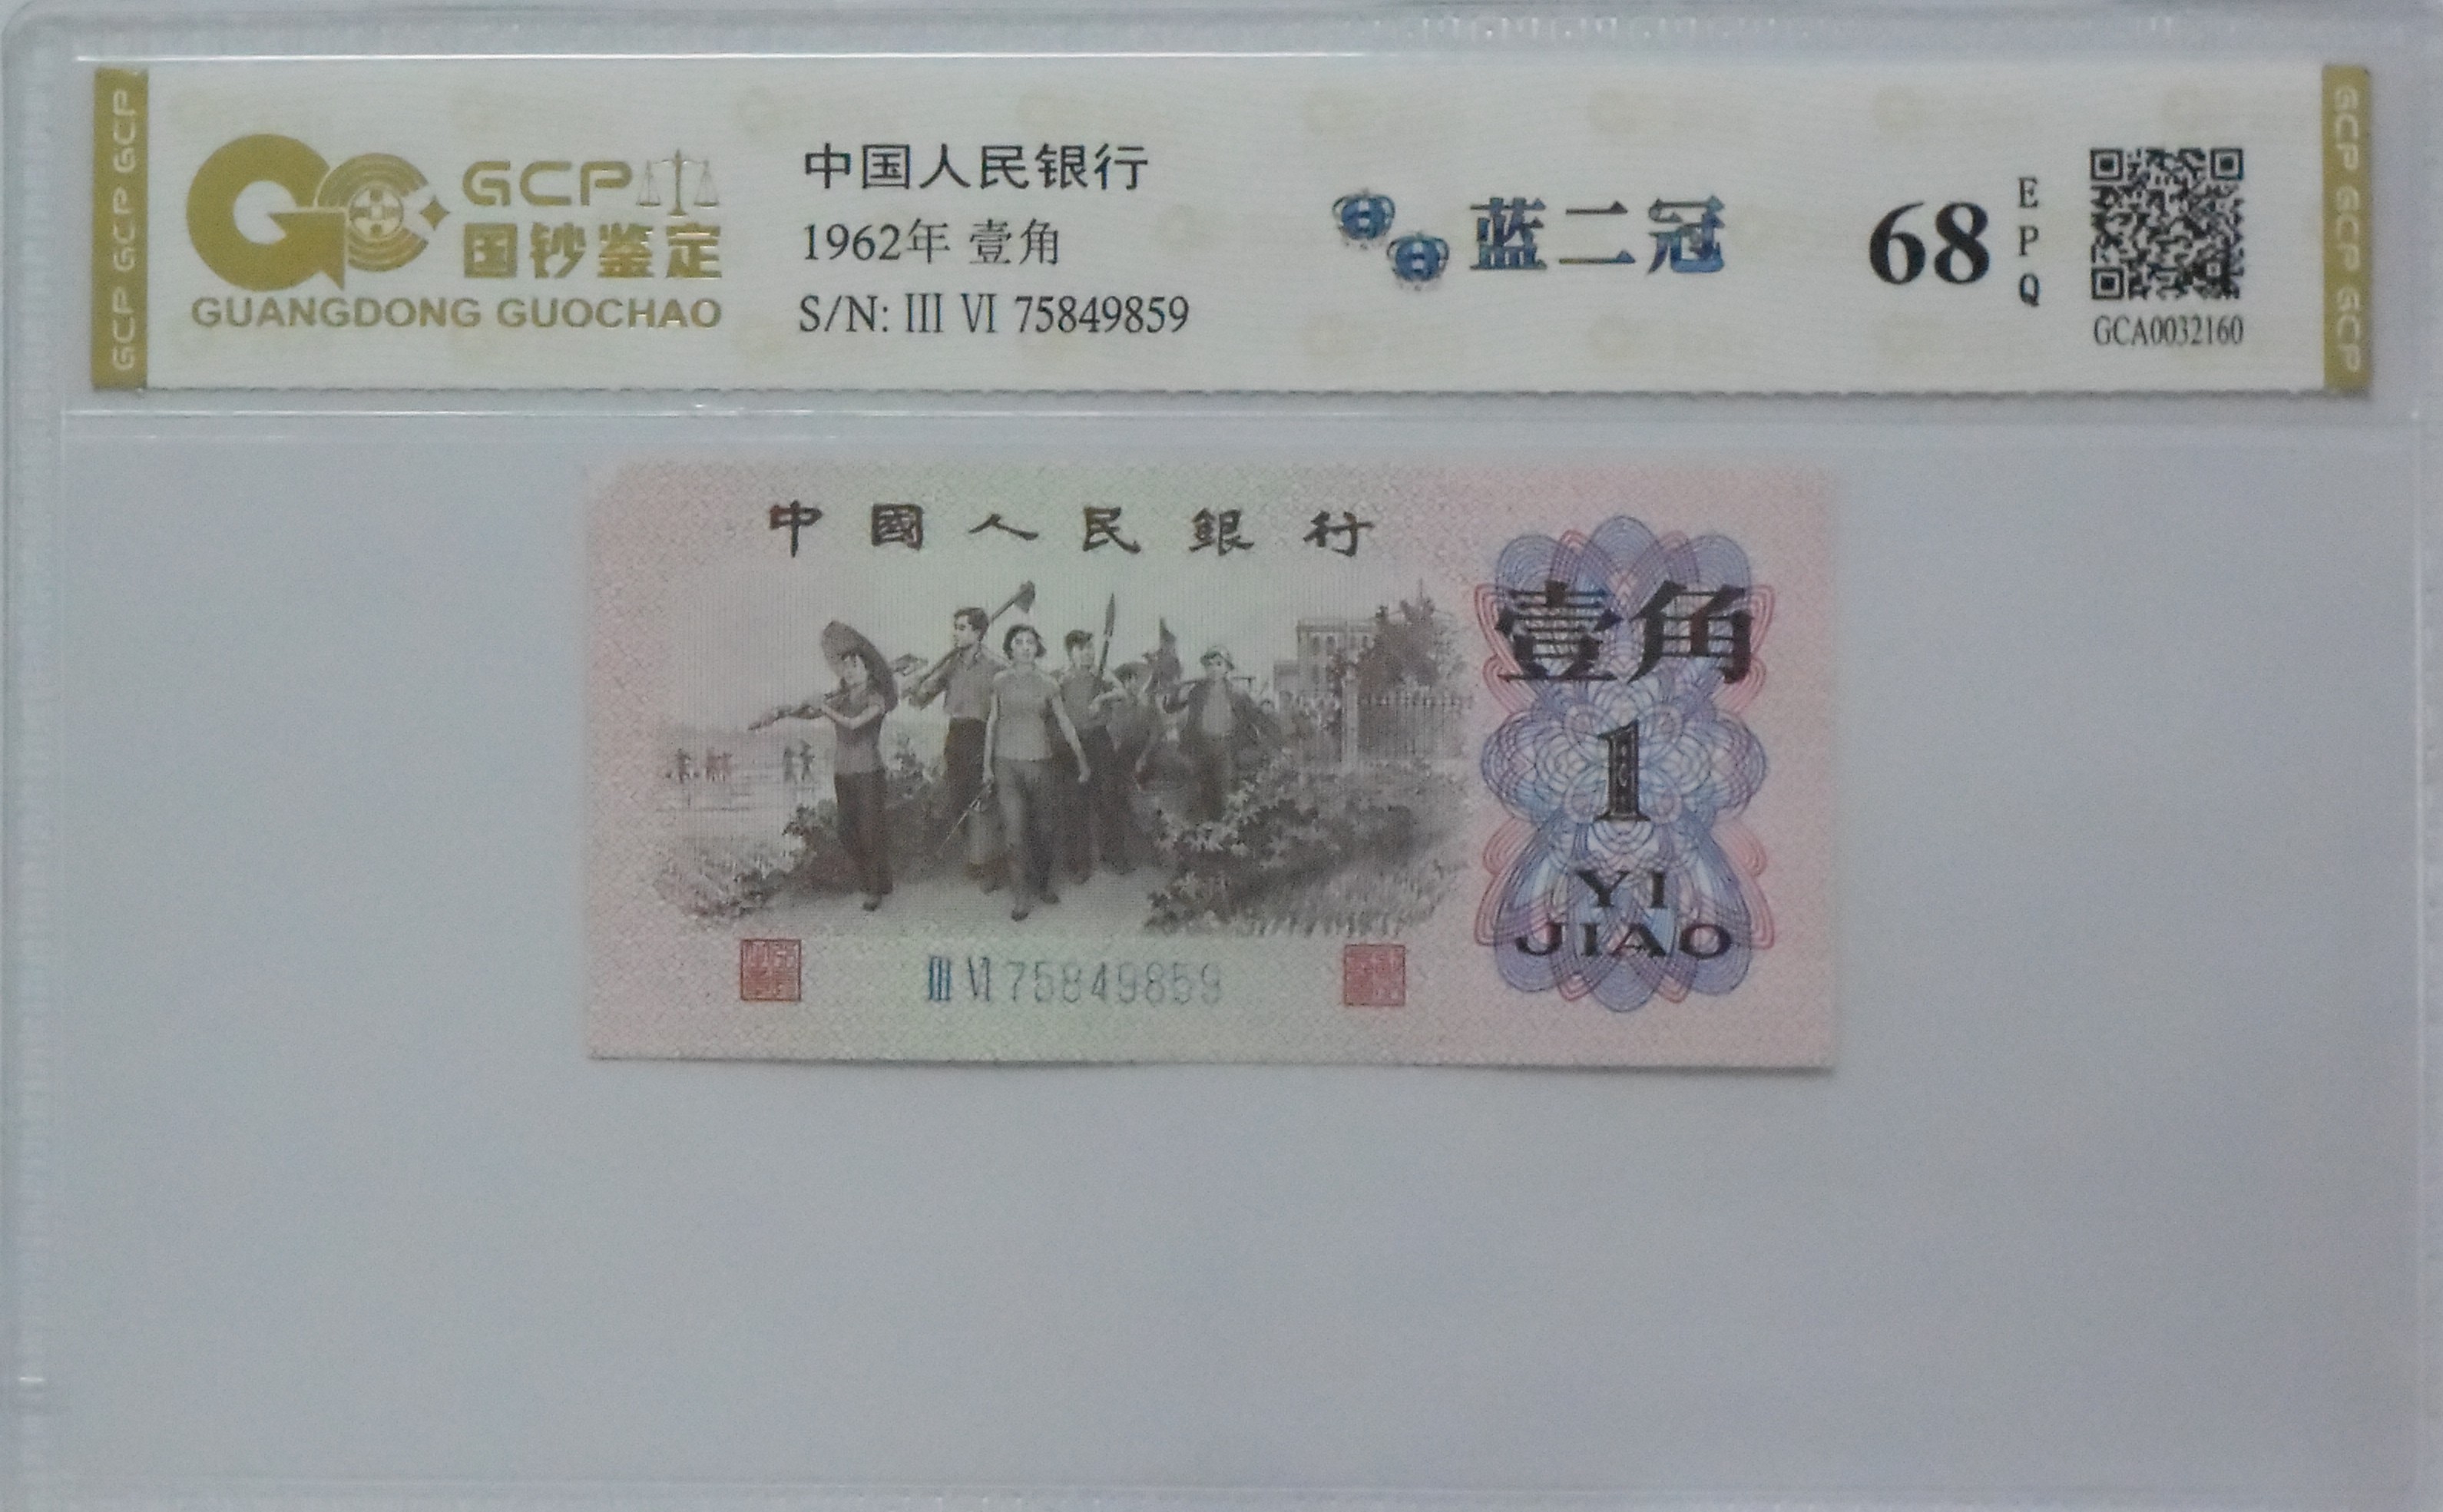 GCP GCP GCP
GCP
国钞鉴定
GUANGDONG GUOCHAO
中国人民银行
1962年 壹角
S/N: III VI 75849859
蓝二冠
68
EPQ
GCA0032160
GCP GCP GCP
中國人民銀行
壹角
1
YI
JIAO
III VI 75849859